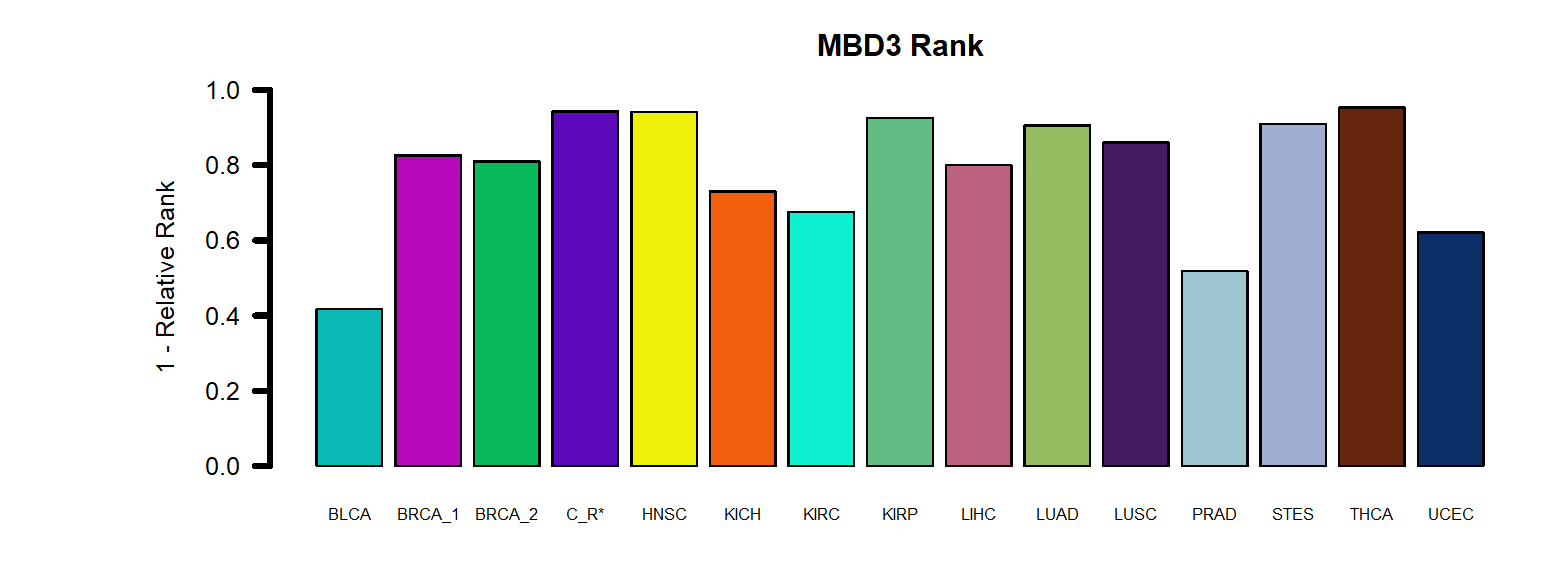 MBD3 Rank
1 - Relative Rank
1.0
0.8
0.6
0.4
0.2
0.0
BLCA BRCA_1 BRCA_2 C_R* HNSC KICH KIRC KIRP LIHC LUAD LUSC PRAD STES THCA UCEC